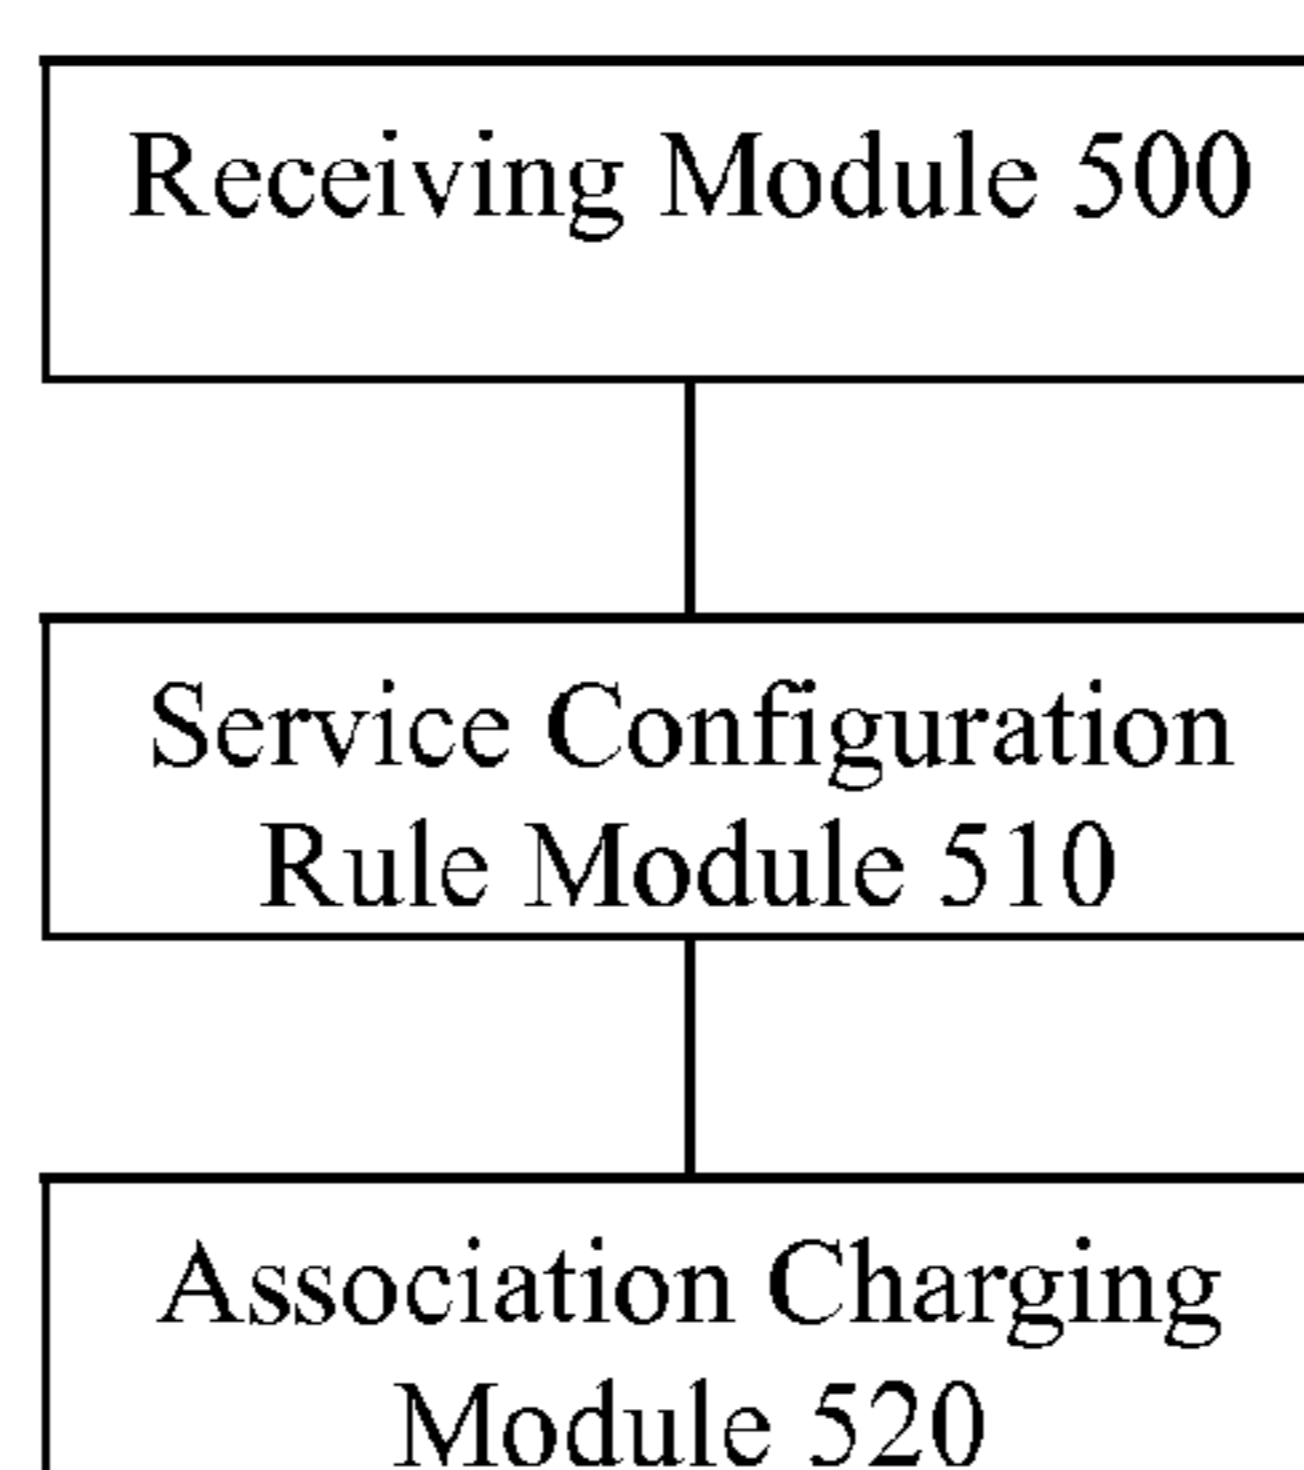 Receiving Module 500
Service Configuration
Rule Module 510
Association Charging
Module 520